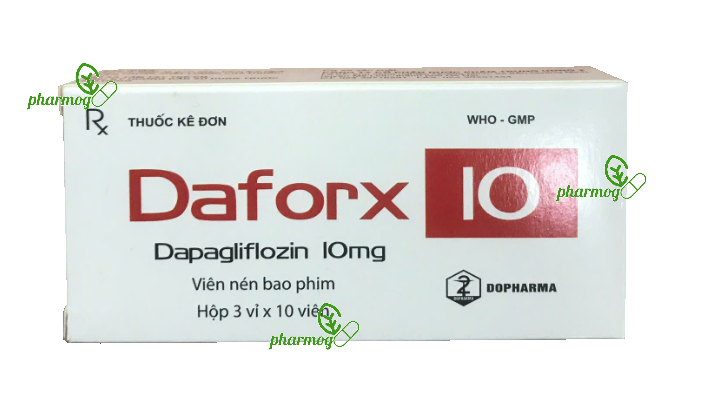 pharmog
Rx THUỐC KÊ ĐƠN
WHO - GMP
Daforx 10
pharmog
Dapagliflozin 10mg
Viên nén bao phim
Hộp 3 vỉ x 10 viên
DOPHARMA
DOPHARMA
pharmog